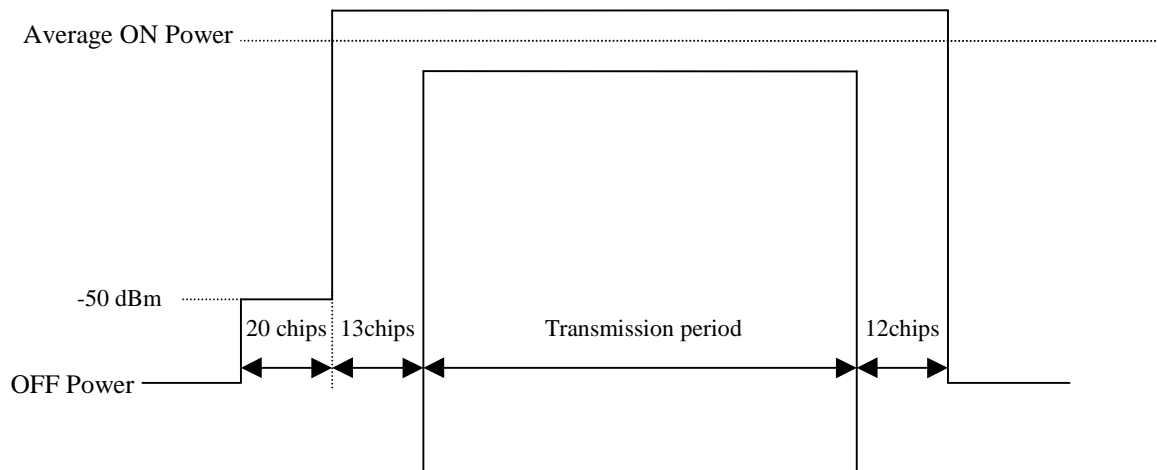 Average ON Power
-50 dBm
20 chips
13chips
Transmission period
12chips
OFF Power